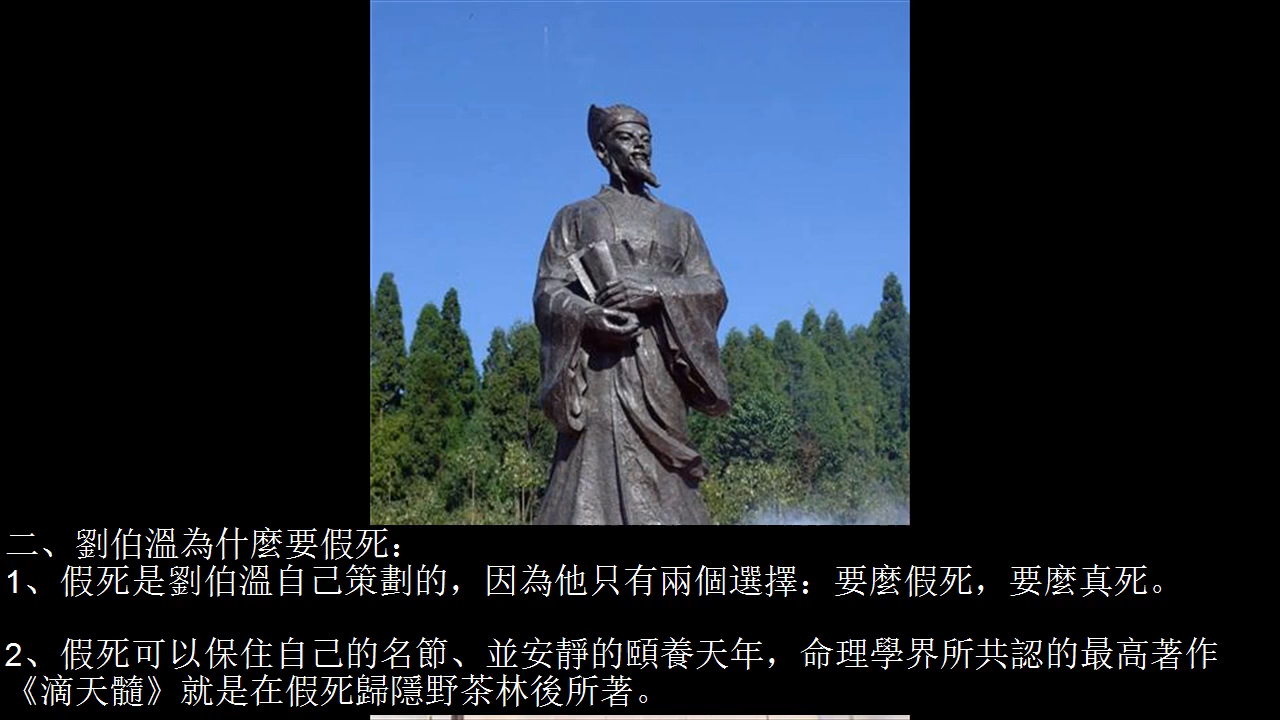 二、劉伯溫為什麼要假死：
1、假死是劉伯溫自己策劃的，因為他只有兩個選擇：要麼假死，要麼真死。
2、假死可以保住自己的名節、並安靜的頤養天年，命理學界所共認的最高著作
《滴天髓》就是在假死歸隱野茶林後所著。